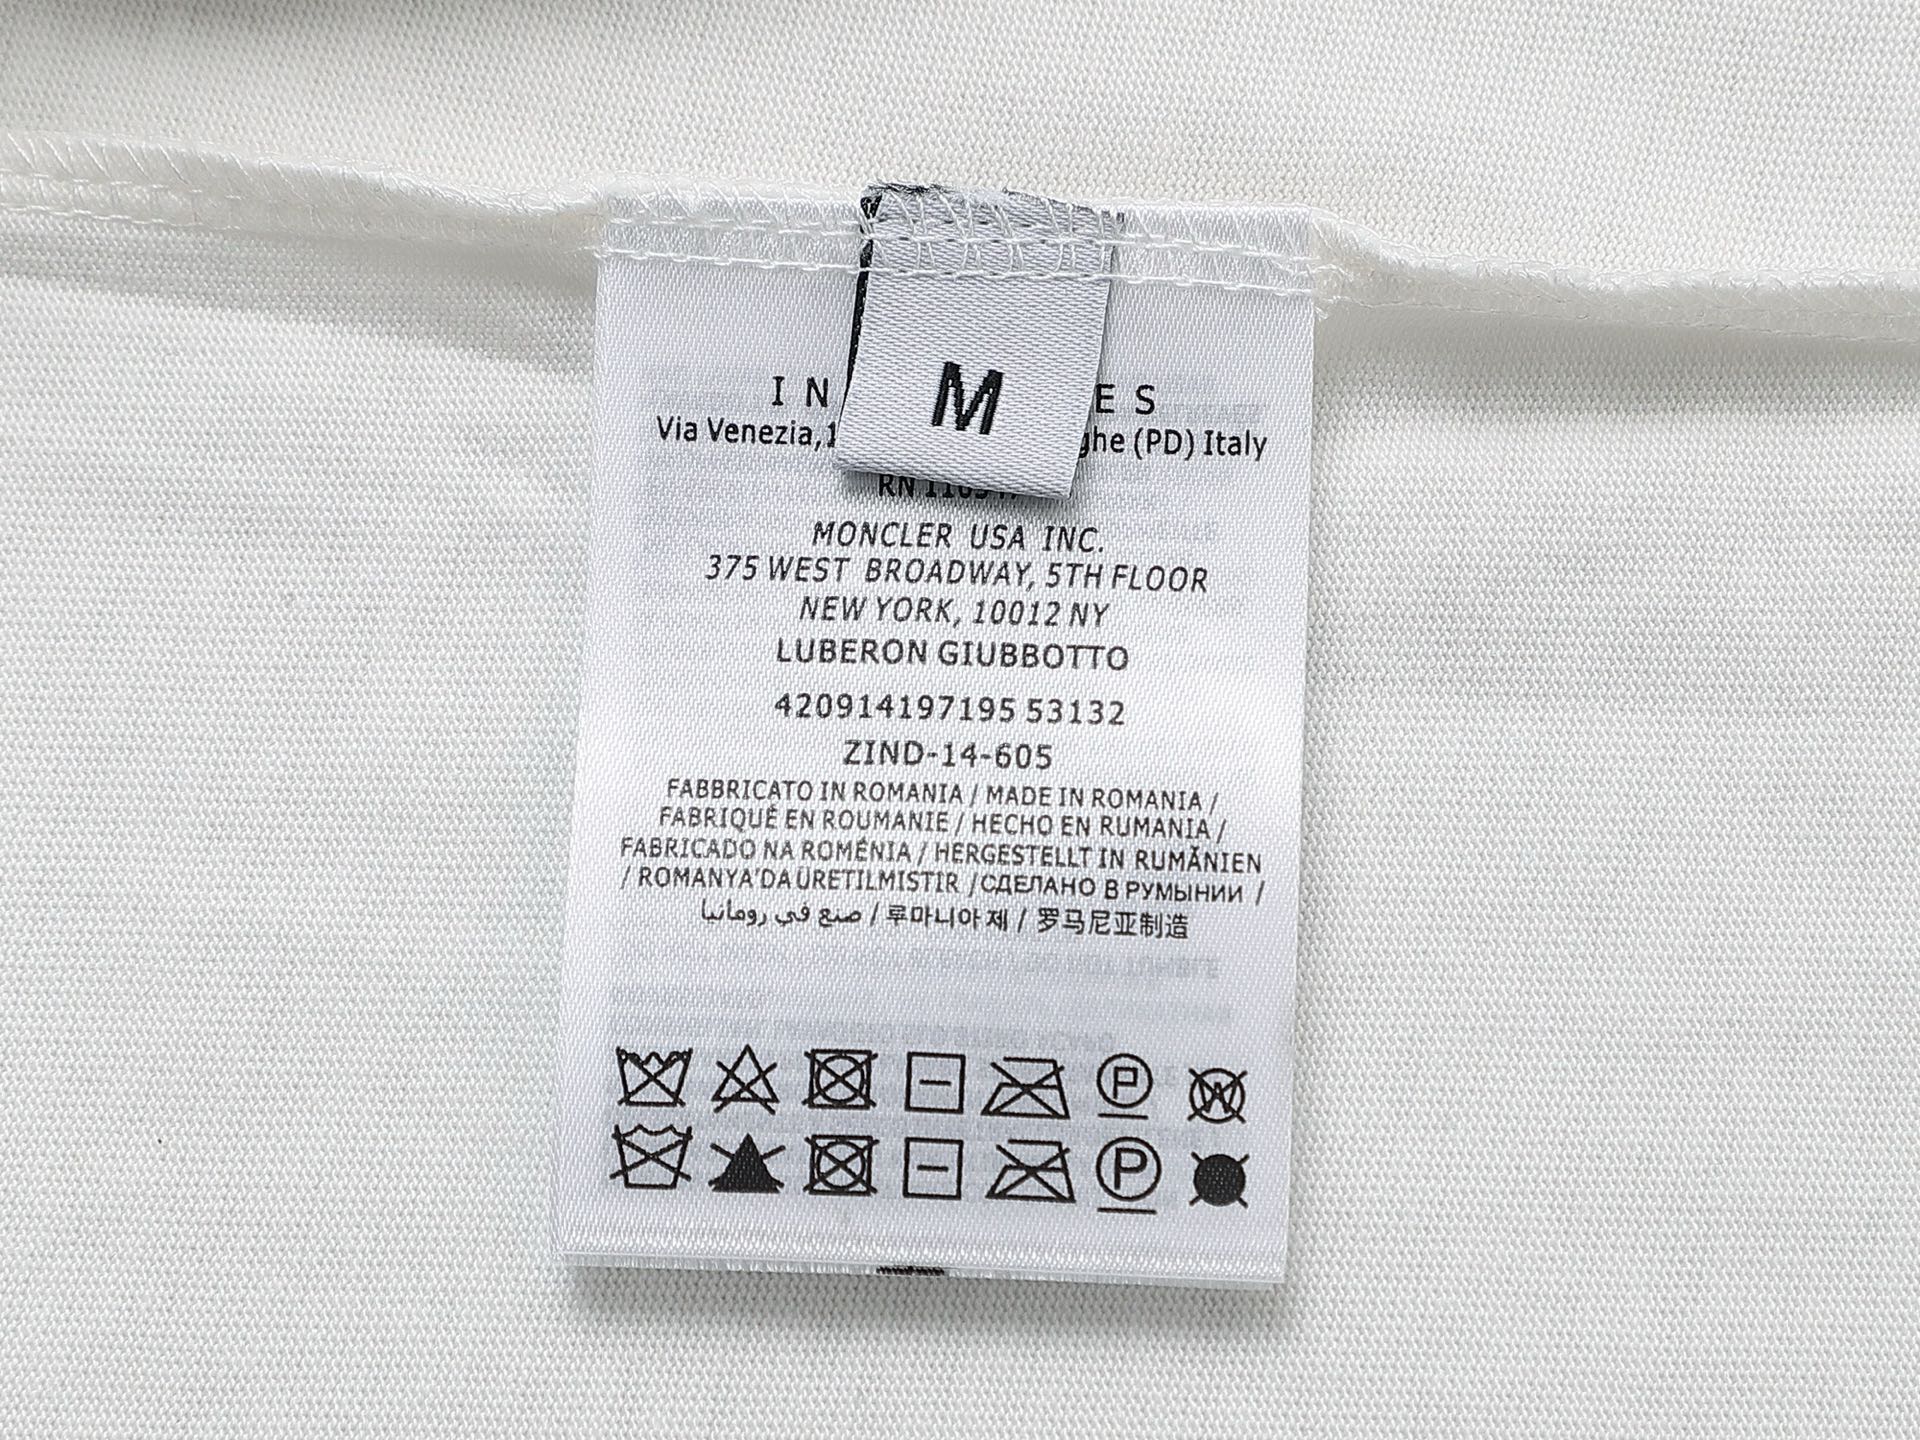 M
I N E S
Via Venezia, (PD) Italy
RN
MONCLER USA INC.
375 WEST BROADWAY, 5TH FLOOR
NEW YORK, 10012 NY
LUBERON GIUBBOTTO
420914197195 53132
ZIND-14-605
FABBRICATO IN ROMANIA / MADE IN ROMANIA /
FABRIQUÉ EN ROUMANIE / HECHO EN RUMANIA /
FABRICADO NA ROMÉNIA / HERGESTELLT IN RUMĂNIEN
/ ROMANYA'DA ÜRETILMISTIR /СДЕЛАНО В РУМЫНИИ /
صنع في رومانيا / 루마니아 제 / 罗马尼亚制造
P W
P